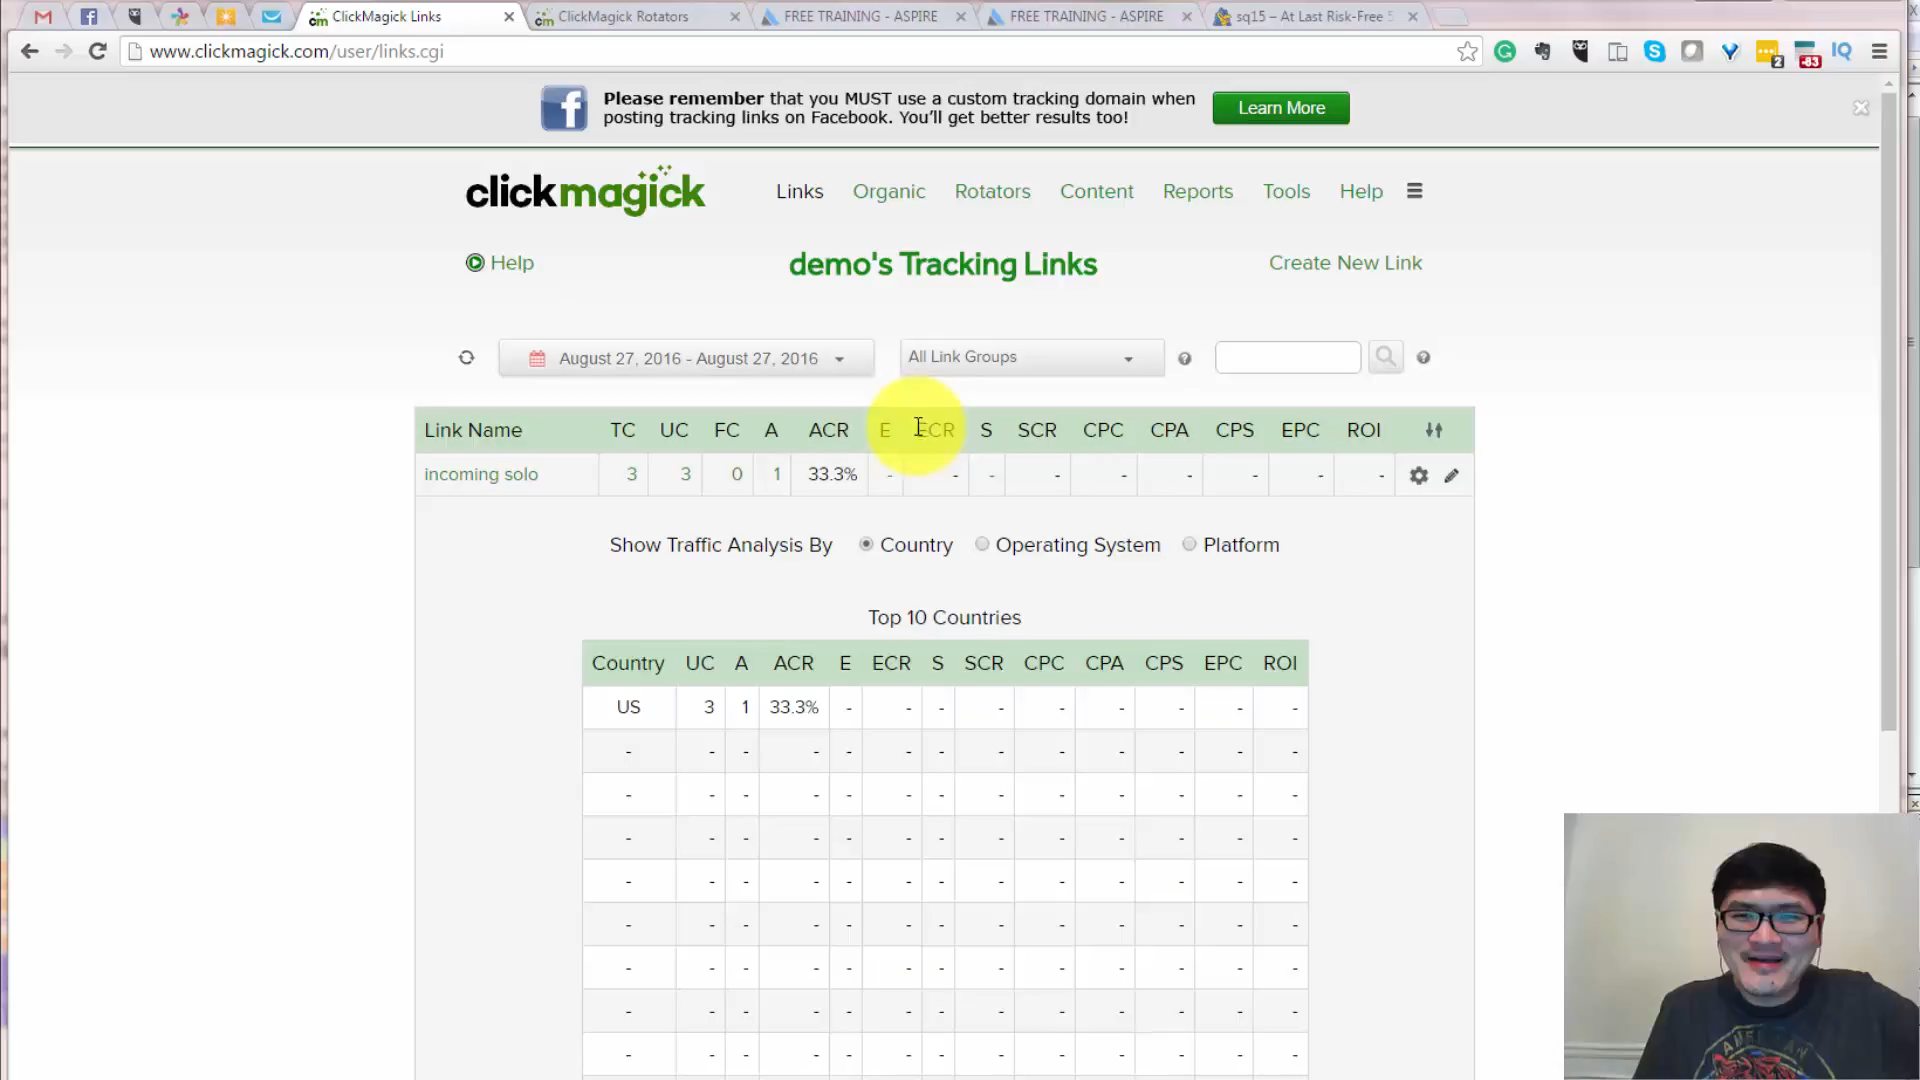 ClickMagick Links
ClickMagick Rotators
FREE TRAINING - ASPIRE
FREE TRAINING - ASPIRE
sq15 – At Last Risk-Free
www.clickmagick.com/user/links.cgi
2
-83
IQ
Please remember that you MUST use a custom tracking domain when
posting tracking links on Facebook. You'll get better results too!
Learn More
clickmagick
Links Organic Rotators Content Reports Tools Help
Help
demo's Tracking Links
Create New Link
August 27, 2016 - August 27, 2016
All Link Groups
Link Name TC UC FC A ACR E ECR S SCR CPC CPA CPS EPC ROI
incoming solo 3 3 0 1 33.3% - - - - - - - - -
Show Traffic Analysis By Country Operating System Platform
Top 10 Countries
Country UC A ACR E ECR S SCR CPC CPA CPS EPC ROI
US 3 1 33.3% - - - - - - - - -
- - - - - - - - - - - - -
- - - - - - - - - - - - -
- - - - - - - - - - - - -
- - - - - - - - - - - - -
- - - - - - - - - - - - -
- - - - - - - - - - - - -
- - - - - - - - - - - - -
- - - - - - - - - - - - -
AMERICAN